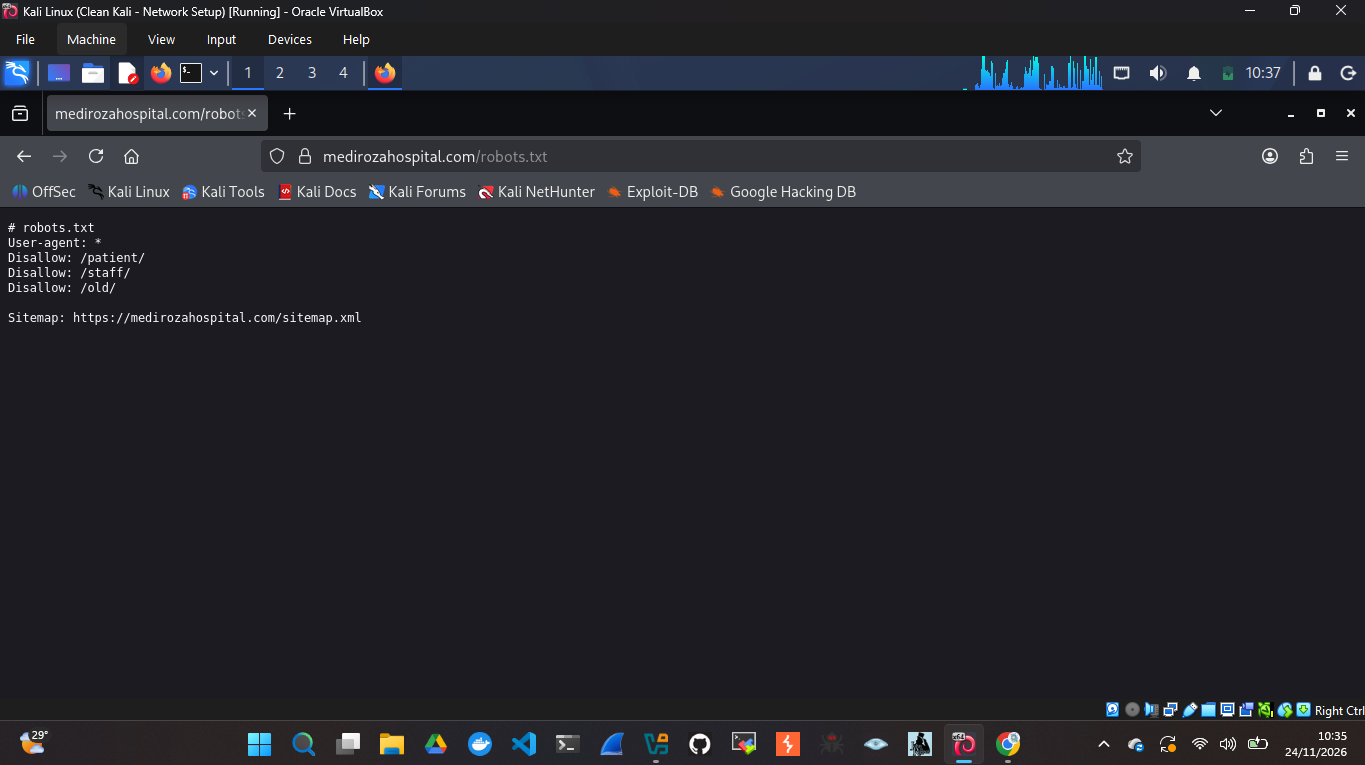 Kali Linux (Clean Kali - Network Setup) [Running] - Oracle VirtualBox
File Machine View Input Devices Help
1 2 3 4 10:37
medirozahospital.com/robots
medirozahospital.com/robots.txt
OffSec Kali Linux Kali Tools Kali Docs Kali Forums Kali NetHunter Exploit-DB Google Hacking DB
# robots.txt
User-agent: *
Disallow: /patient/
Disallow: /staff/
Disallow: /old/
Sitemap: https://medirozahospital.com/sitemap.xml
Right Ctrl
29°
10:35
24/11/2026